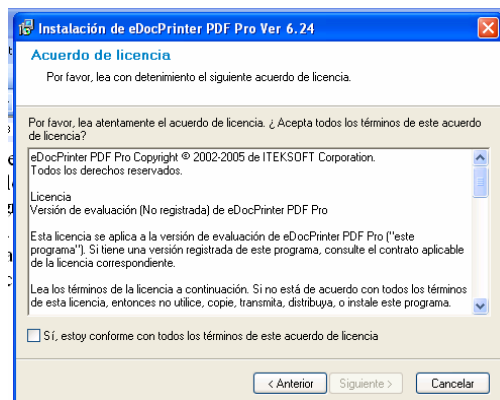 Instalación de eDocPrinter PDF Pro Ver 6.24
Acuerdo de licencia
Por favor, lea con detenimiento el siguiente acuerdo de licencia.
Por favor, lea atentamente el acuerdo de licencia. ¿ Acepta todos los términos de este acuerdo
de licencia?
eDocPrinter PDF Pro Copyright © 2002-2005 de ITEKSOFT Corporation.
Todos los derechos reservados.
Licencia
Versión de evaluación (No registrada) de eDocPrinter PDF Pro
Esta licencia se aplica a la versión de evaluación de eDocPrinter PDF Pro ("este
programa"). Si tiene una versión registrada de este programa, consulte el contrato aplicable
de la licencia correspondiente.
Lea los términos de la licencia a continuación. Si no está de acuerdo con todos los términos
de esta licencia, entonces no utilice, copie, transmita, distribuya, o instale este programa.
Sí, estoy conforme con todos los términos de este acuerdo de licencia
< Anterior
Siguiente >
Cancelar